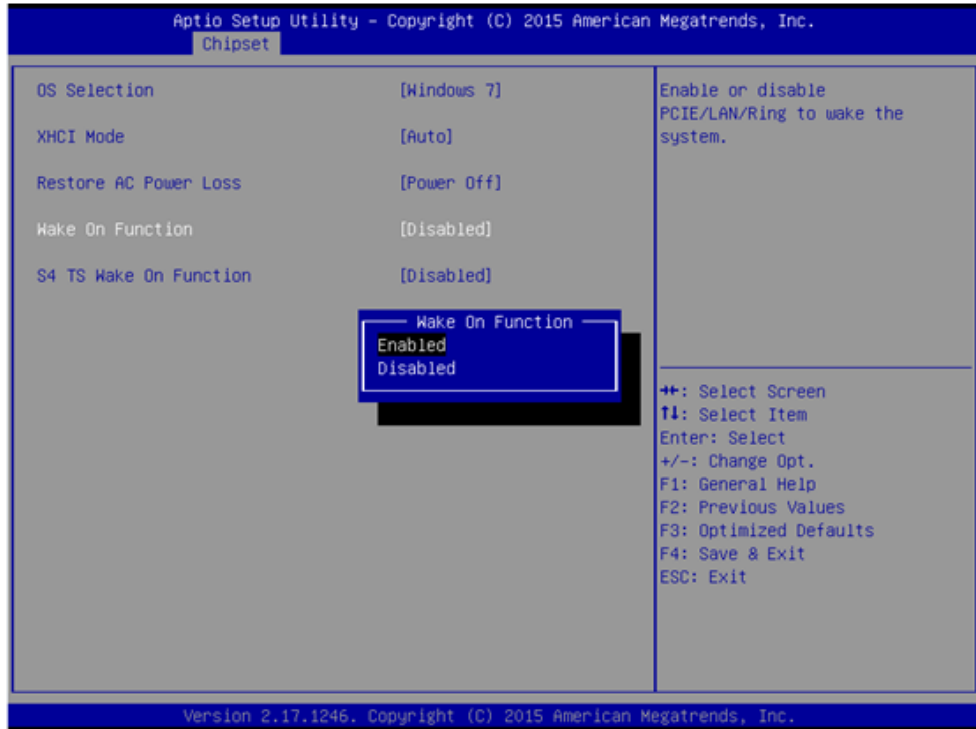 Aptio Setup Utility – Copyright (C) 2015 American Megatrends, Inc.
Chipset
OS Selection [Windows 7]
XHCI Mode [Auto]
Restore AC Power Loss [Power Off]
Wake On Function [Disabled]
S4 TS Wake On Function [Disabled]
Wake On Function
Enabled
Disabled
Enable or disable
PCIE/LAN/Ring to wake the
system.
→←: Select Screen
↑↓: Select Item
Enter: Select
+/-: Change Opt.
F1: General Help
F2: Previous Values
F3: Optimized Defaults
F4: Save & Exit
ESC: Exit
Version 2.17.1246. Copyright (C) 2015 American Megatrends, Inc.